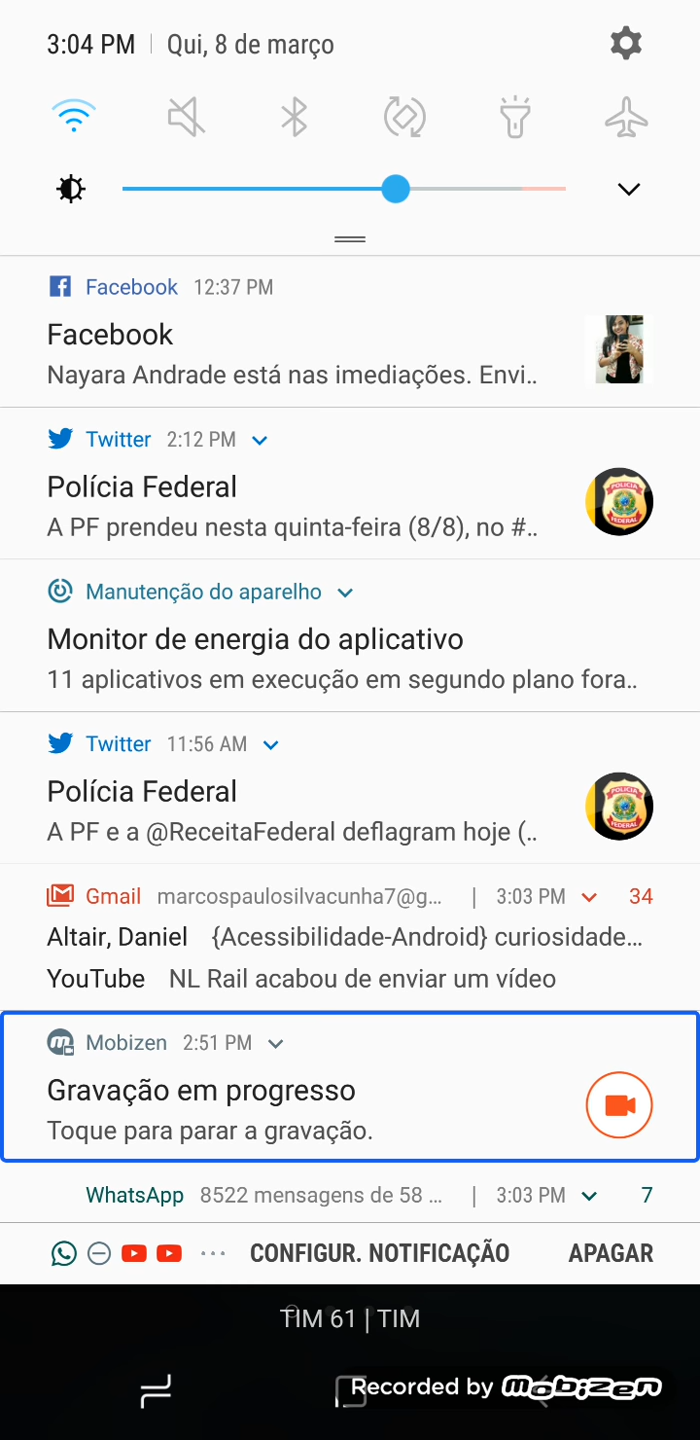 3:04 PM | Qui, 8 de março
Facebook 12:37 PM
Facebook
Nayara Andrade está nas imediações. Envi..
Twitter 2:12 PM
Polícia Federal
A PF prendeu nesta quinta-feira (8/8), no #..
Manutenção do aparelho
Monitor de energia do aplicativo
11 aplicativos em execução em segundo plano fora..
Twitter 11:56 AM
Polícia Federal
A PF e a @ReceitaFederal deflagram hoje (..
Gmail marcospaulosilvacunha7@g... | 3:03 PM 34
Altair, Daniel {Acessibilidade-Android} curiosidade...
YouTube NL Rail acabou de enviar um vídeo
Mobizen 2:51 PM
Gravação em progresso
Toque para parar a gravação.
WhatsApp 8522 mensagens de 58 ... | 3:03 PM 7
CONFIGUR. NOTIFICAÇÃO APAGAR
TIM 61 | TIM
Recorded by mobizen